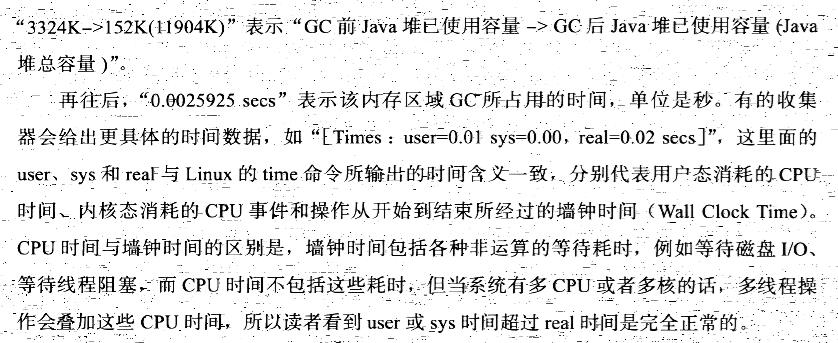 “3324K–>152K(11904K)”表示“GC 前 Java 堆已使用容量 –> GC 后 Java 堆已使用容量 (Java
堆总容量 )”。
再往后，“0.0025925 secs”表示该内存区域 GC 所占用的时间，单位是秒。有的收集
器会给出更具体的时间数据，如“[Times：user=0.01 sys=0.00，real=0.02 secs]”，这里面的
user、sys 和 real 与 Linux 的 time 命令所输出的时间含义一致，分别代表用户态消耗的 CPU
时间、内核态消耗的 CPU 事件和操作从开始到结束所经过的墙钟时间（Wall Clock Time）。
CPU 时间与墙钟时间的区别是，墙钟时间包括各种非运算的等待耗时，例如等待磁盘 I/O、
等待线程阻塞，而 CPU 时间不包括这些耗时，但当系统有多 CPU 或者多核的话，多线程操
作会叠加这些 CPU 时间，所以读者看到 user 或 sys 时间超过 real 时间是完全正常的。